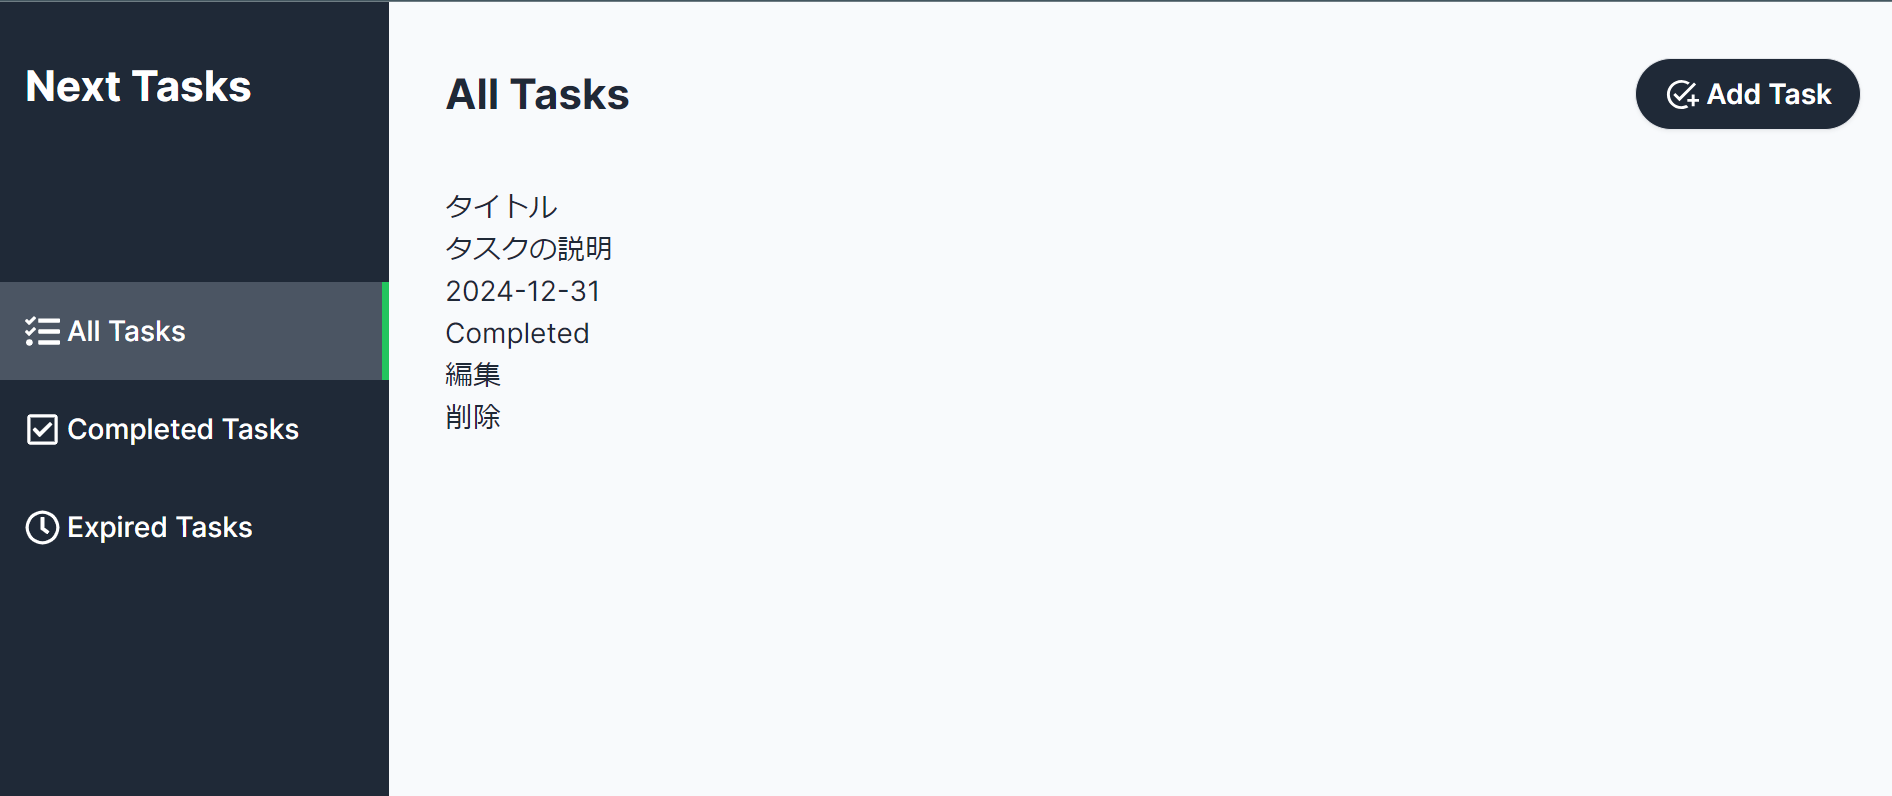 Next Tasks
All Tasks
Completed Tasks
Expired Tasks
All Tasks
Add Task
タイトル
タスクの説明
2024-12-31
Completed
編集
削除